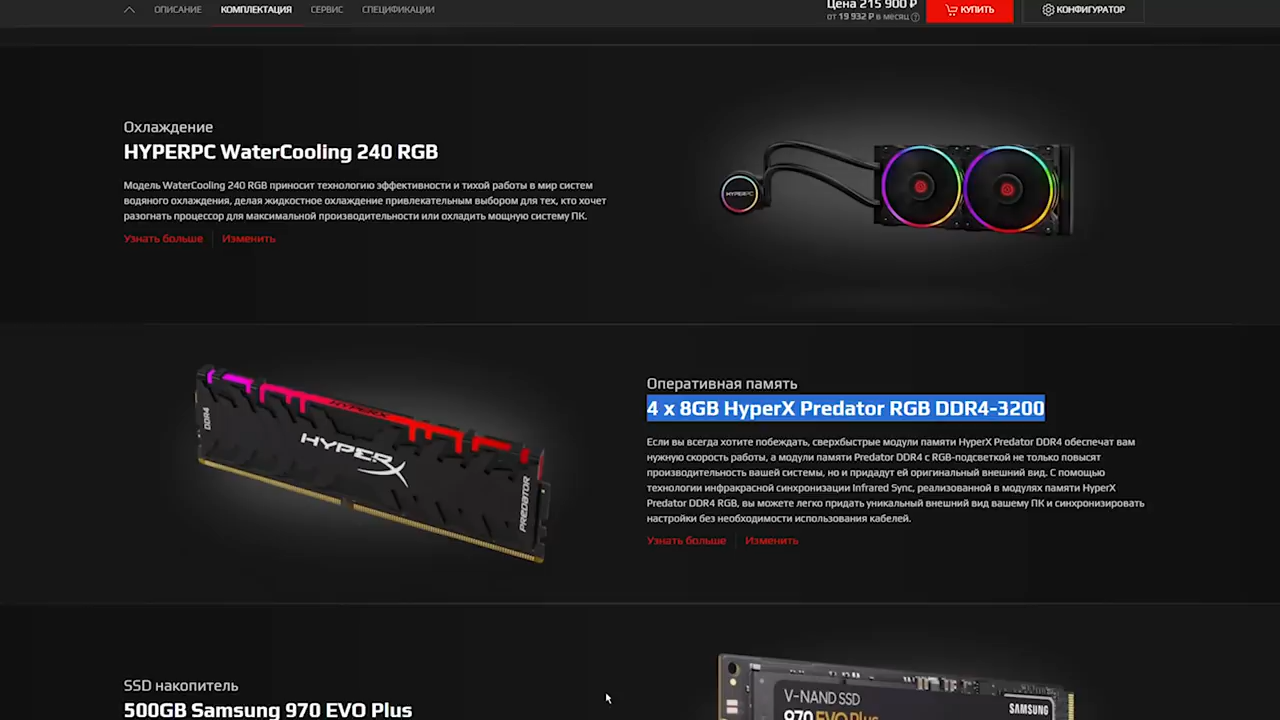 ОПИСАНИЕ
КОМПЛЕКТАЦИЯ
СЕРВИС
СПЕЦИФИКАЦИИ
Цена 215 900 ₽
от 19 932 ₽ в месяц ?
КУПИТЬ
КОНФИГУРАТОР
Охлаждение
HYPERPC WaterCooling 240 RGB
Модель WaterCooling 240 RGB приносит технологию эффективности и тихой работы в мир систем
водяного охлаждения, делая жидкостное охлаждение привлекательным выбором для тех, кто хочет
разогнать процессор для максимальной производительности или охладить мощную систему ПК.
Узнать больше
Изменить
HYPERPC
DDR4
HYPERX
HYPERX
PREDATOR
Оперативная память
4 x 8GB HyperX Predator RGB DDR4-3200
Если вы всегда хотите побеждать, сверхбыстрые модули памяти HyperX Predator DDR4 обеспечат вам
нужную скорость работы, а модули памяти Predator DDR4 с RGB-подсветкой не только повысят
производительность вашей системы, но и придадут ей оригинальный внешний вид. С помощью
технологии инфракрасной синхронизации Infrared Sync, реализованной в модулях памяти HyperX
Predator DDR4 RGB, вы можете легко придать уникальный внешний вид вашему ПК и синхронизировать
настройки без необходимости использования кабелей.
Узнать больше
Изменить
SSD накопитель
500GB Samsung 970 EVO Plus
V-NAND SSD
970 EVO Plus
SAMSUNG